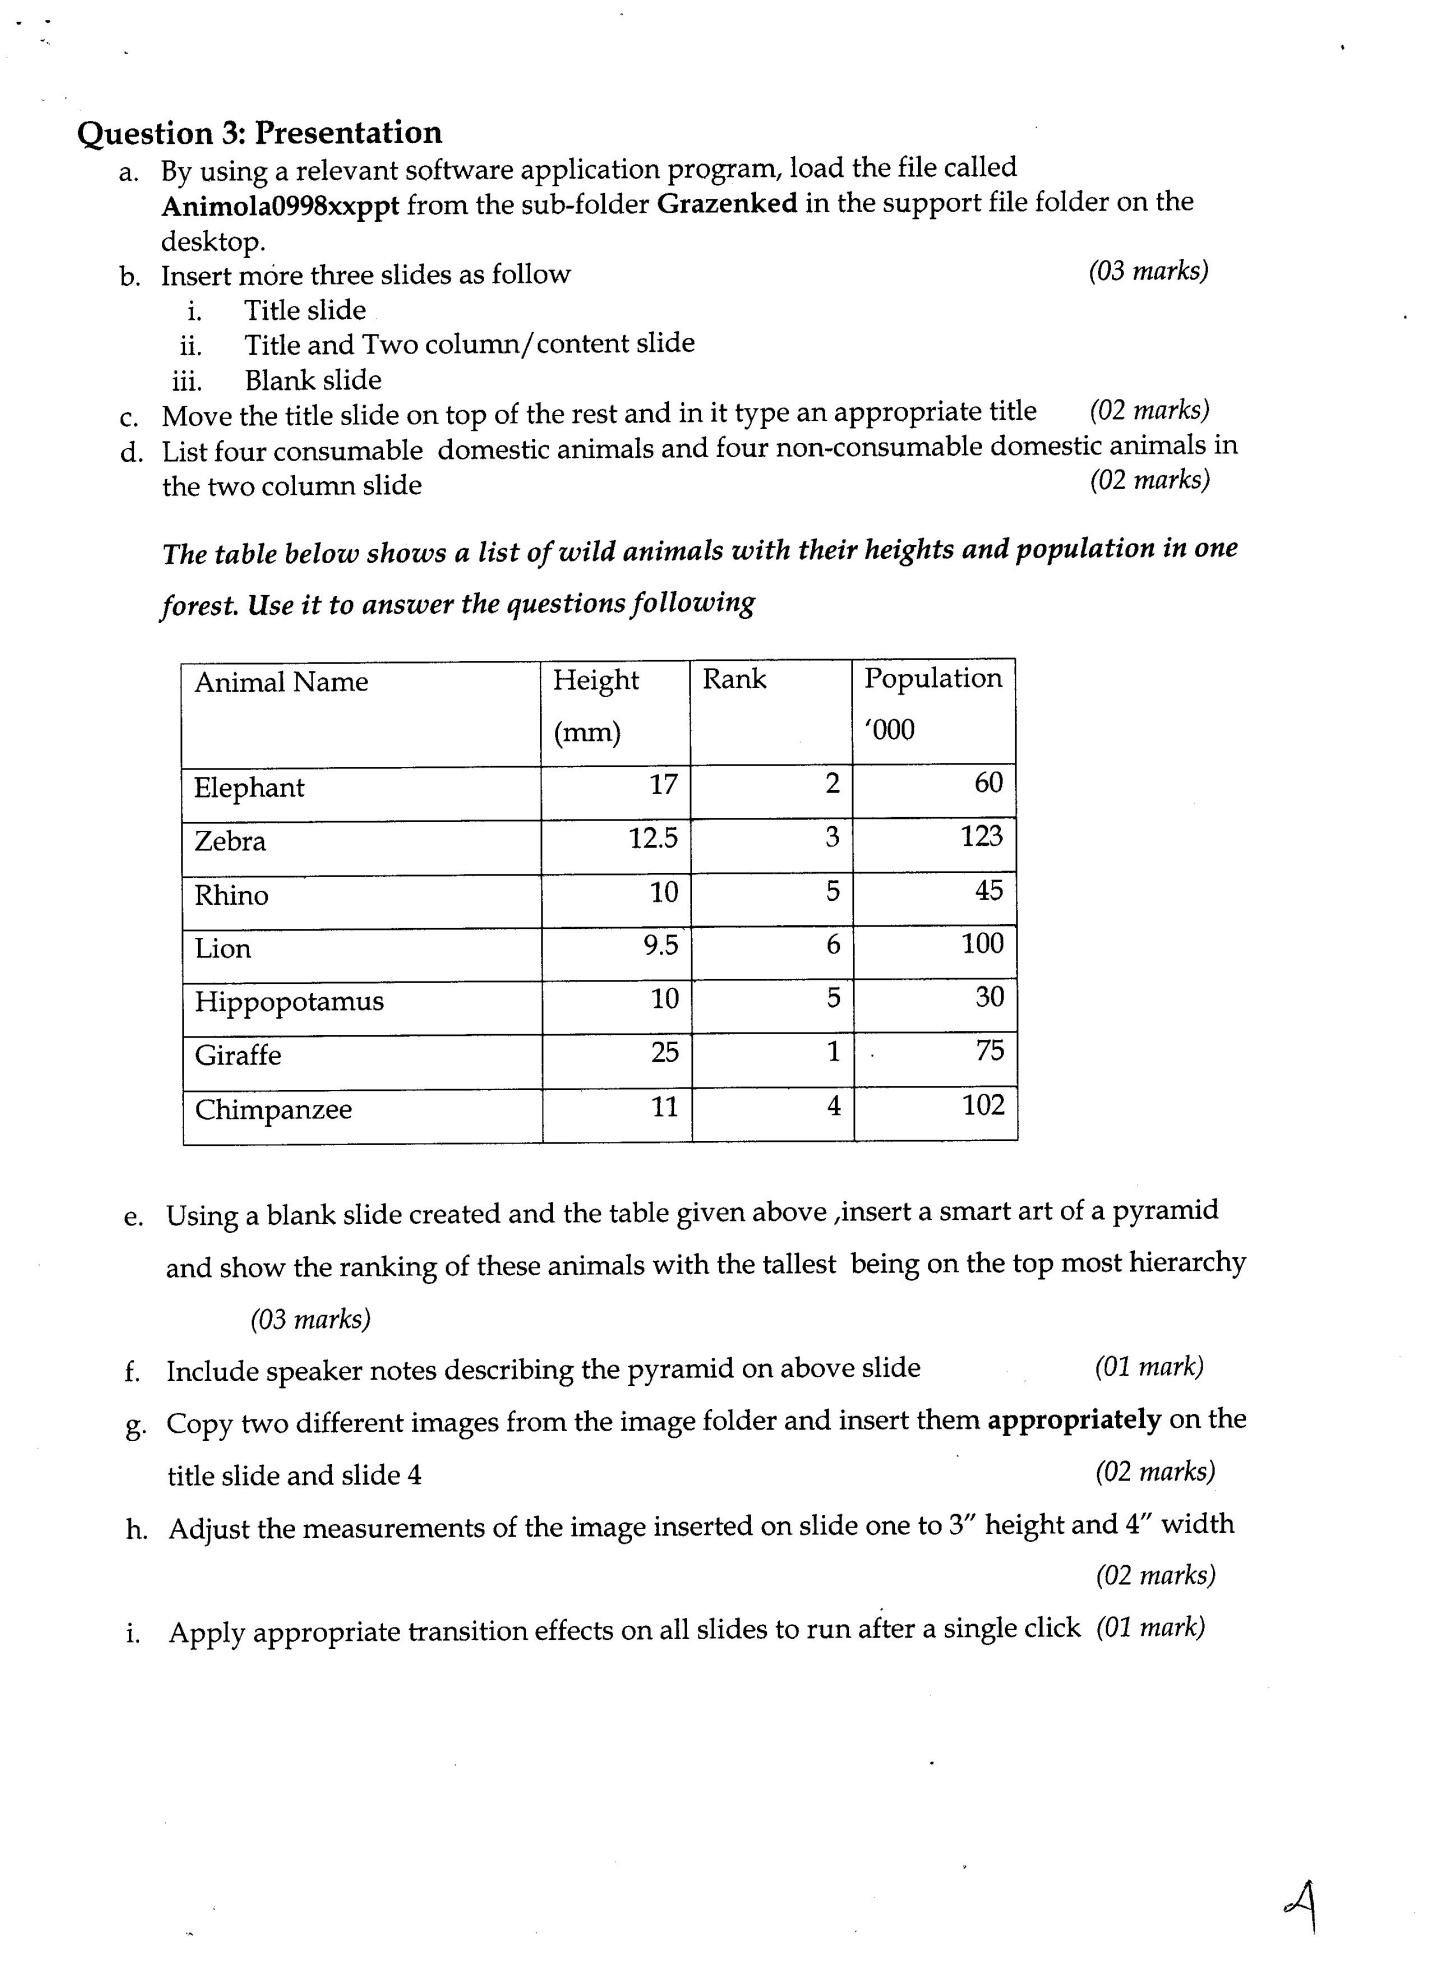 Question 3: Presentation
a. By using a relevant software application program, load the file called
Animola0998xxppt from the sub-folder Grazenked in the support file folder on the
desktop.
b. Insert more three slides as follow (03 marks)
i. Title slide
ii. Title and Two column/content slide
iii. Blank slide
c. Move the title slide on top of the rest and in it type an appropriate title (02 marks)
d. List four consumable domestic animals and four non-consumable domestic animals in
the two column slide (02 marks)
The table below shows a list of wild animals with their heights and population in one
forest. Use it to answer the questions following
Animal Name Height Rank Population
(mm) '000
Elephant 17 2 60
Zebra 12.5 3 123
Rhino 10 5 45
Lion 9.5 6 100
Hippopotamus 10 5 30
Giraffe 25 1 75
Chimpanzee 11 4 102
e. Using a blank slide created and the table given above ,insert a smart art of a pyramid
and show the ranking of these animals with the tallest being on the top most hierarchy
(03 marks)
f. Include speaker notes describing the pyramid on above slide (01 mark)
g. Copy two different images from the image folder and insert them appropriately on the
title slide and slide 4 (02 marks)
h. Adjust the measurements of the image inserted on slide one to 3″ height and 4″ width
(02 marks)
i. Apply appropriate transition effects on all slides to run after a single click (01 mark)